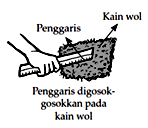 Kain wol
Penggaris
Penggaris digosok-
gosokkan pada
kain wol